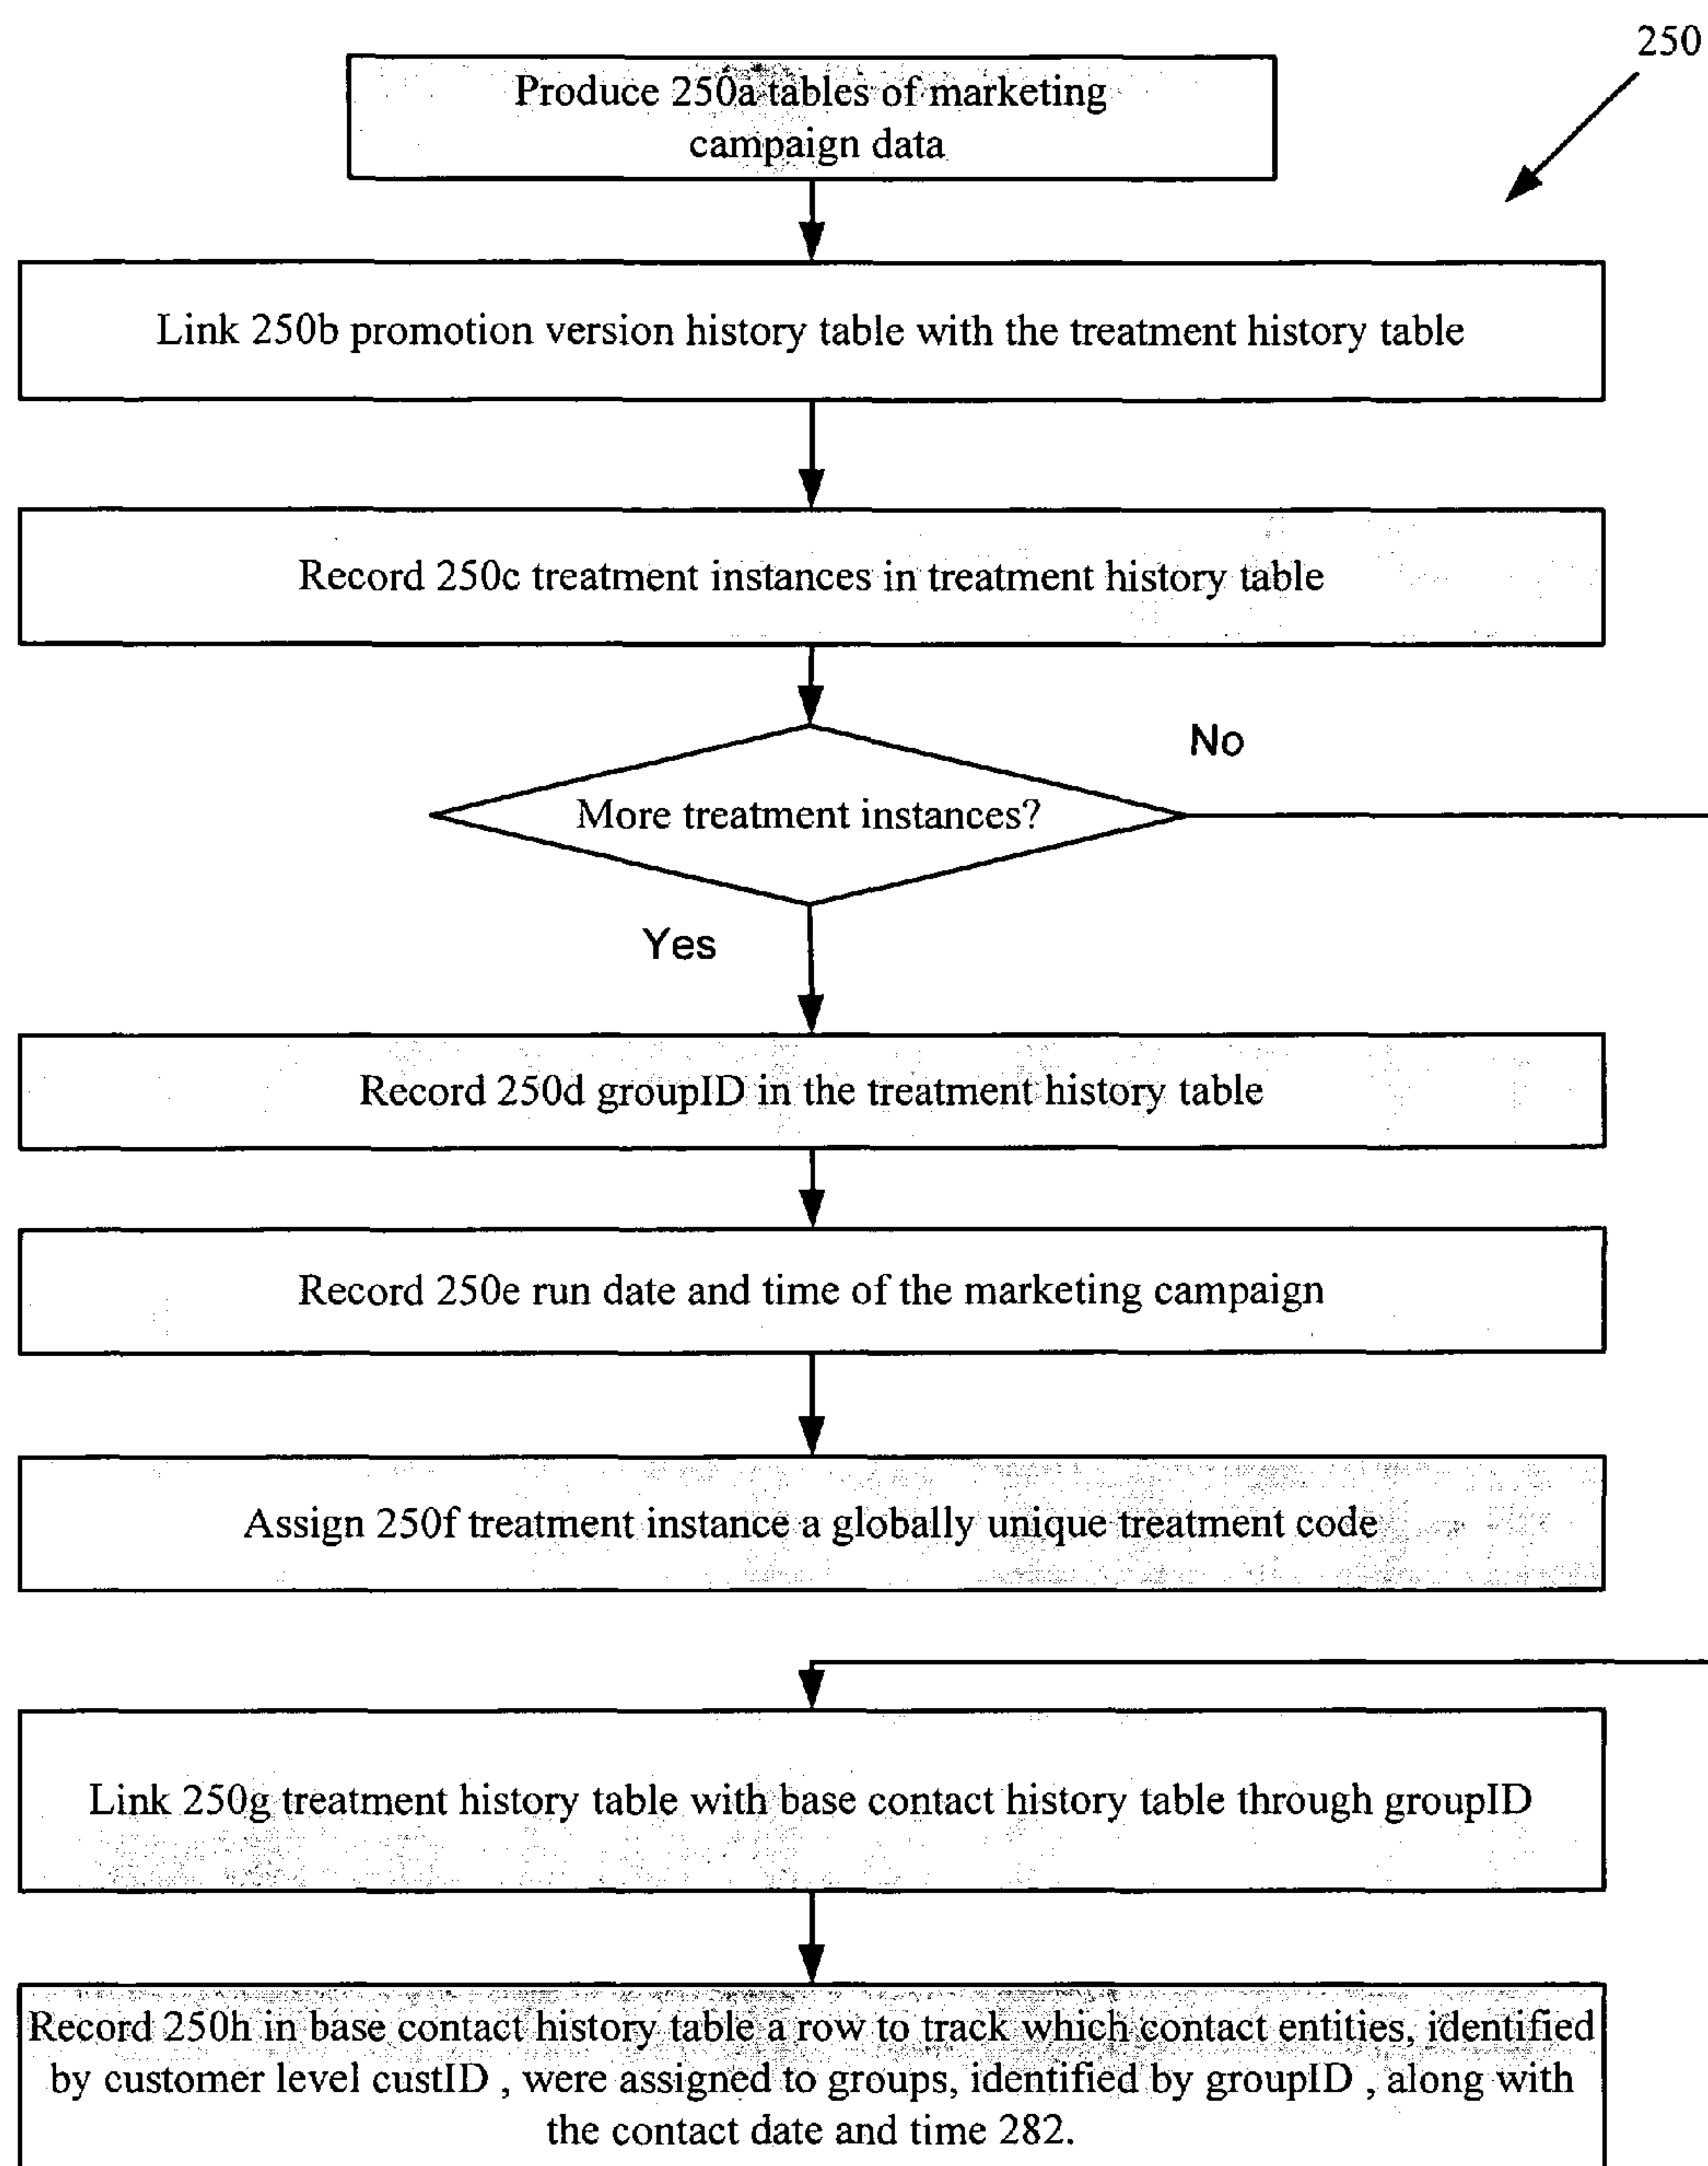 250
Produce 250a tables of marketing
campaign data
Link 250b promotion version history table with the treatment history table
Record 250c treatment instances in treatment history table
No
More treatment instances?
Yes
Record 250d groupID in the treatment history table
Record 250e run date and time of the marketing campaign
Assign 250f treatment instance a globally unique treatment code
Link 250g treatment history table with base contact history table through groupID
Record 250h in base contact history table a row to track which contact entities, identified
by customer level custID , were assigned to groups, identified by groupID , along with
the contact date and time 282.